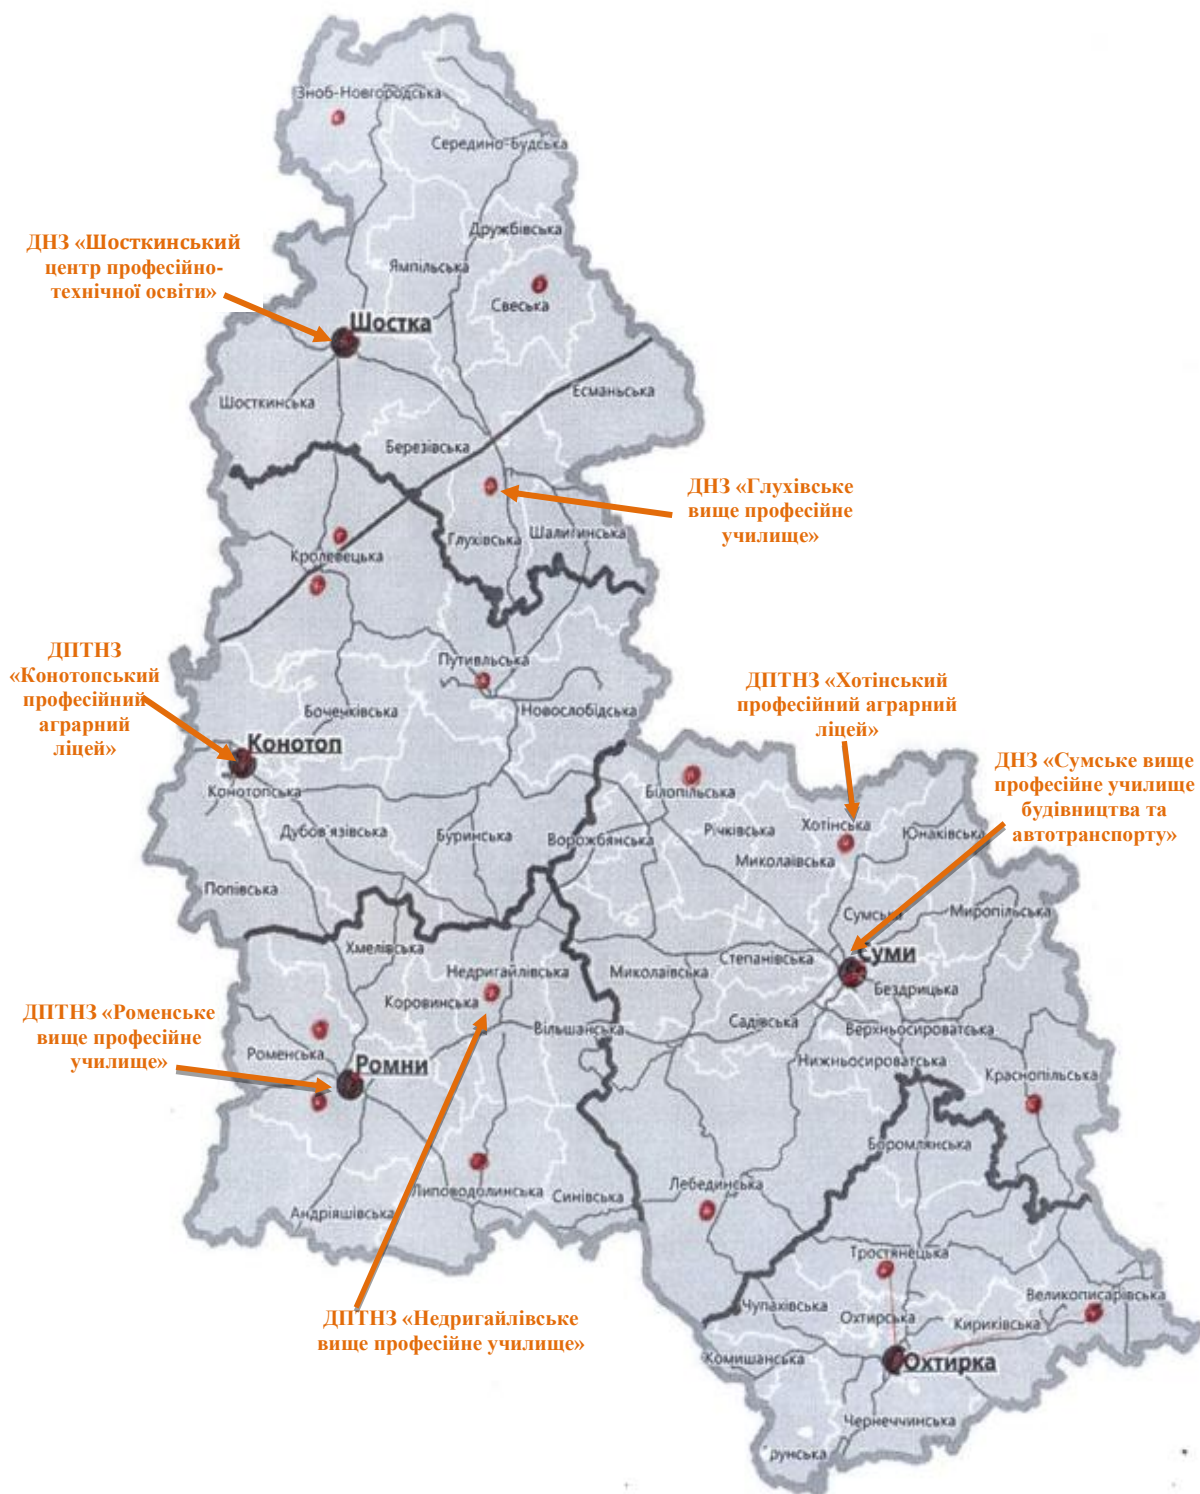 Зноб-Новгородська
Середино-Будська
Дружбівська
ДНЗ «Шосткинський
центр професійно-
технічної освіти»
Ямпільська
Свеська
Шостка
Есманьська
Шосткинська
Березівська
ДНЗ «Глухівське
вище професійне
училище»
Глухівська
Шалигинська
Кролевецька
ДПТНЗ
«Конотопський
професійний
аграрний
ліцей»
Путивльська
Новослобідська
Бочечківська
ДПТНЗ «Хотінський
професійний аграрний
ліцей»
Конотоп
ДНЗ «Сумське вище
професійне училище
будівництва та
автотранспорту»
Білопільська
Конотопська
Дубов'язівська
Буринська
Ворожбянська
Річківська
Хотінська
Юнаківська
Миколаївська
Попівська
Сумська
Миропільська
Хмелівська
Недригайлівська
Коровинська
Миколаївська
Степанівська
Суми
Бездрицька
ДПТНЗ «Роменське
вище професійне
училище»
Вільшанська
Садівська
Верхньосироватська
Роменська
Ромни
Нижньосироватська
Краснопільська
Боромлянська
Липоводолинська
Синівська
Лебединська
Андріяшівська
Тростянецька
ДПТНЗ «Недригайлівське
вище професійне училище»
Чупахівська
Охтирська
Кириківська
Великописарівська
Комишанська
Охтирка
Чернеччинська
Грунська